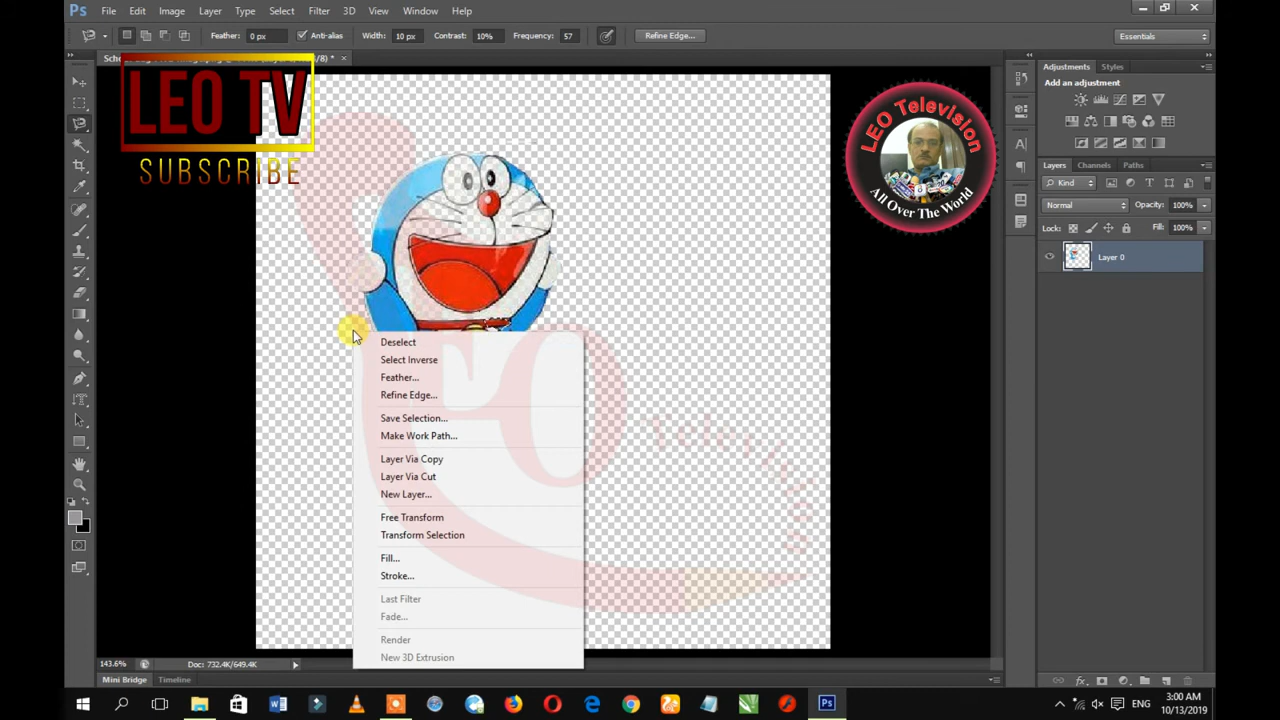 Ps File Edit Image Layer Type Select Filter 3D View Window Help
Feather: 0 px Anti-alias Width: 10 px Contrast: 10% Frequency: 57 Refine Edge... Essentials
LEO TV
SUBSCRIBE
LEO Television
All Over The World
Adjustments Styles
Add an adjustment
Layers Channels Paths
Kind
Normal Opacity: 100%
Lock: Fill: 100%
Layer 0
Deselect
Select Inverse
Feather...
Refine Edge...
Save Selection...
Make Work Path...
Layer Via Copy
Layer Via Cut
New Layer...
Free Transform
Transform Selection
Fill...
Stroke...
Last Filter
Fade...
Render
New 3D Extrusion
143.6% Doc: 732.4K/649.4K
Mini Bridge Timeline
ENG
3:00 AM
10/13/2019